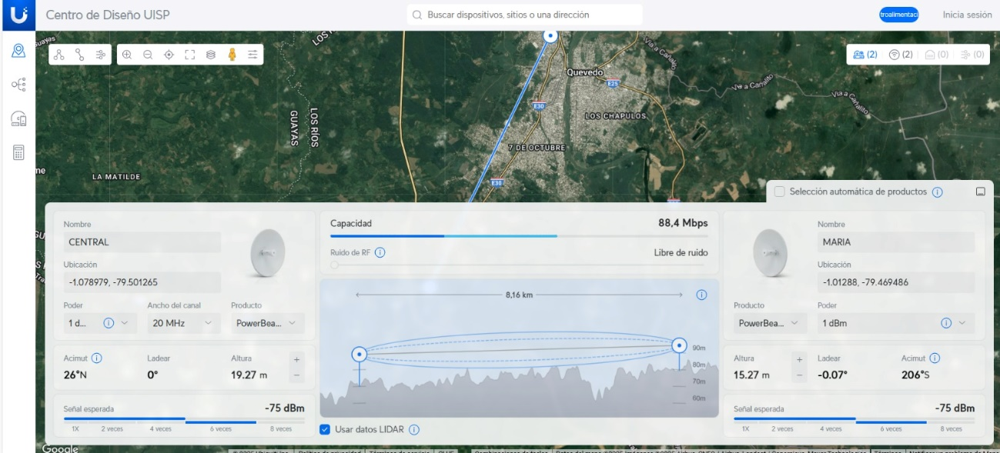 Centro de Diseño UISP
Buscar dispositivos, sitios o una dirección
troalimentaci
Inicia sesión
Guayas
LOS R
(2) (2) (0) (0)
Quevedo
E25
Via a Cañalito
Via a Cañalito
Via a Cañalito
E30
LOS CHAPULOS
GUAYAS
LOS RÍOS
7 DE OCTUBRE
me
LA MATILDE
E30
Selección automática de productos
Nombre
CENTRAL
Ubicación
-1.078979, -79.501265
Poder
Ancho del canal
Producto
1 d...
20 MHz
PowerBea...
Acimut
Ladear
Altura
26°N
0°
19.27 m
+
−
Señal esperada
-75 dBm
1X 2 veces 4 veces 6 veces 8 veces
Capacidad
88,4 Mbps
Ruido de RF
Libre de ruido
8,16 km
90m
80m
70m
60m
Usar datos LIDAR
Nombre
MARIA
Ubicación
-1.01288, -79.469486
Producto
Poder
PowerBea...
1 dBm
Altura
Ladear
Acimut
15.27 m
+
−
-0.07°
206°S
Señal esperada
-75 dBm
1X 2 veces 4 veces 6 veces 8 veces
Google